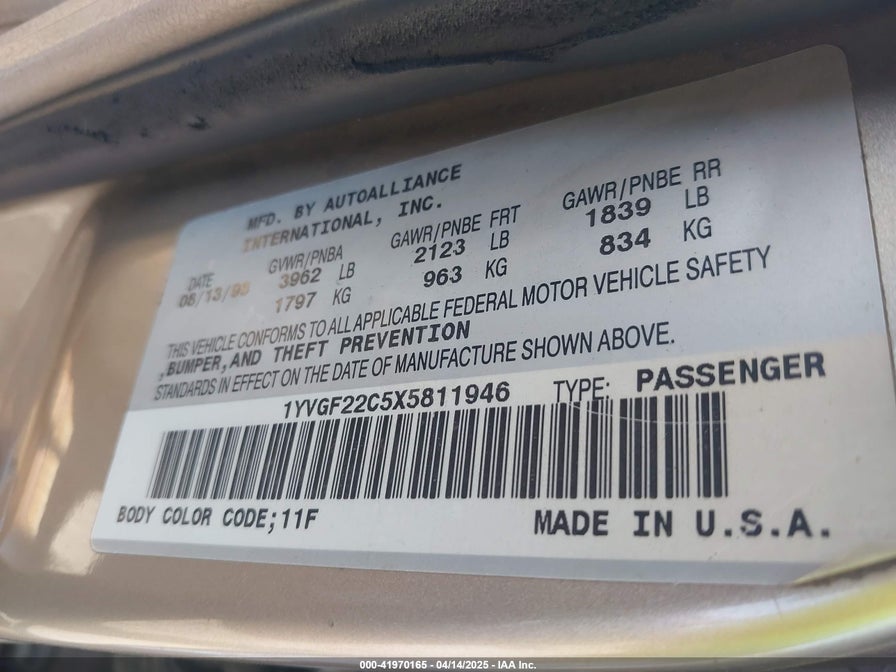 MFD. BY AUTOALLIANCE
INTERNATIONAL, INC.
DATE GVWR/PNBA GAWR/PNBE FRT GAWR/PNBE RR
08/13/98 3962 LB 2123 LB 1839 LB
1797 KG 963 KG 834 KG
THIS VEHICLE CONFORMS TO ALL APPLICABLE FEDERAL MOTOR VEHICLE SAFETY
,BUMPER,AND THEFT PREVENTION
STANDARDS IN EFFECT ON THE DATE OF MANUFACTURE SHOWN ABOVE.
1YVGF22C5X5811946 TYPE: PASSENGER
BODY COLOR CODE;11F MADE IN U.S.A.
000-41970165 - 04/14/2025 - IAA Inc.